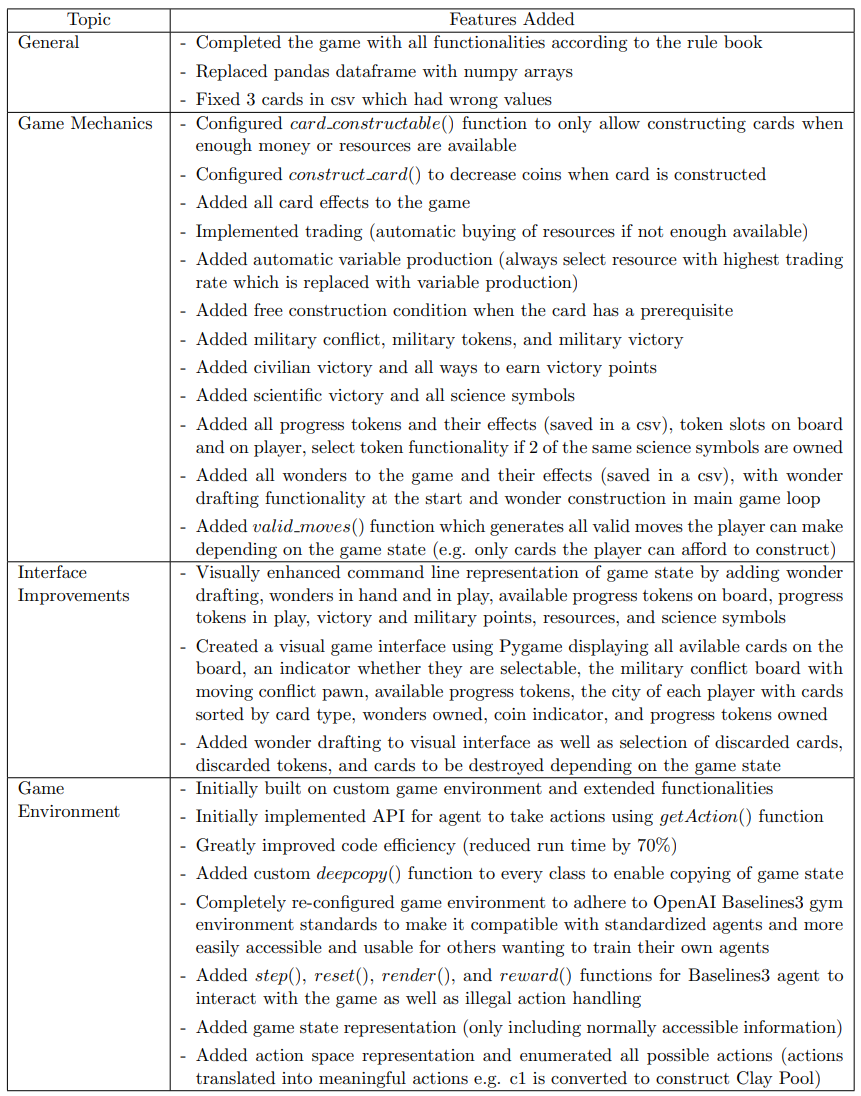 Topic Features Added
General - Completed the game with all functionalities according to the rule book
- Replaced pandas dataframe with numpy arrays
- Fixed 3 cards in csv which had wrong values
Game Mechanics - Configured card_constructable() function to only allow constructing cards when
enough money or resources are available
- Configured construct_card() to decrease coins when card is constructed
- Added all card effects to the game
- Implemented trading (automatic buying of resources if not enough available)
- Added automatic variable production (always select resource with highest trading
rate which is replaced with variable production)
- Added free construction condition when the card has a prerequisite
- Added military conflict, military tokens, and military victory
- Added civilian victory and all ways to earn victory points
- Added scientific victory and all science symbols
- Added all progress tokens and their effects (saved in a csv), token slots on board
and on player, select token functionality if 2 of the same science symbols are owned
- Added all wonders to the game and their effects (saved in a csv), with wonder
drafting functionality at the start and wonder construction in main game loop
- Added valid_moves() function which generates all valid moves the player can make
depending on the game state (e.g. only cards the player can afford to construct)
Interface - Visually enhanced command line representation of game state by adding wonder
Improvements drafting, wonders in hand and in play, available progress tokens on board, progress
tokens in play, victory and military points, resources, and science symbols
- Created a visual game interface using Pygame displaying all avilable cards on the
board, an indicator whether they are selectable, the military conflict board with
moving conflict pawn, available progress tokens, the city of each player with cards
sorted by card type, wonders owned, coin indicator, and progress tokens owned
- Added wonder drafting to visual interface as well as selection of discarded cards,
discarded tokens, and cards to be destroyed depending on the game state
Game - Initially built on custom game environment and extended functionalities
Environment - Initially implemented API for agent to take actions using getAction() function
- Greatly improved code efficiency (reduced run time by 70%)
- Added custom deepcopy() function to every class to enable copying of game state
- Completely re-configured game environment to adhere to OpenAI Baselines3 gym
environment standards to make it compatible with standardized agents and more
easily accessible and usable for others wanting to train their own agents
- Added step(), reset(), render(), and reward() functions for Baselines3 agent to
interact with the game as well as illegal action handling
- Added game state representation (only including normally accessible information)
- Added action space representation and enumerated all possible actions (actions
translated into meaningful actions e.g. c1 is converted to construct Clay Pool)